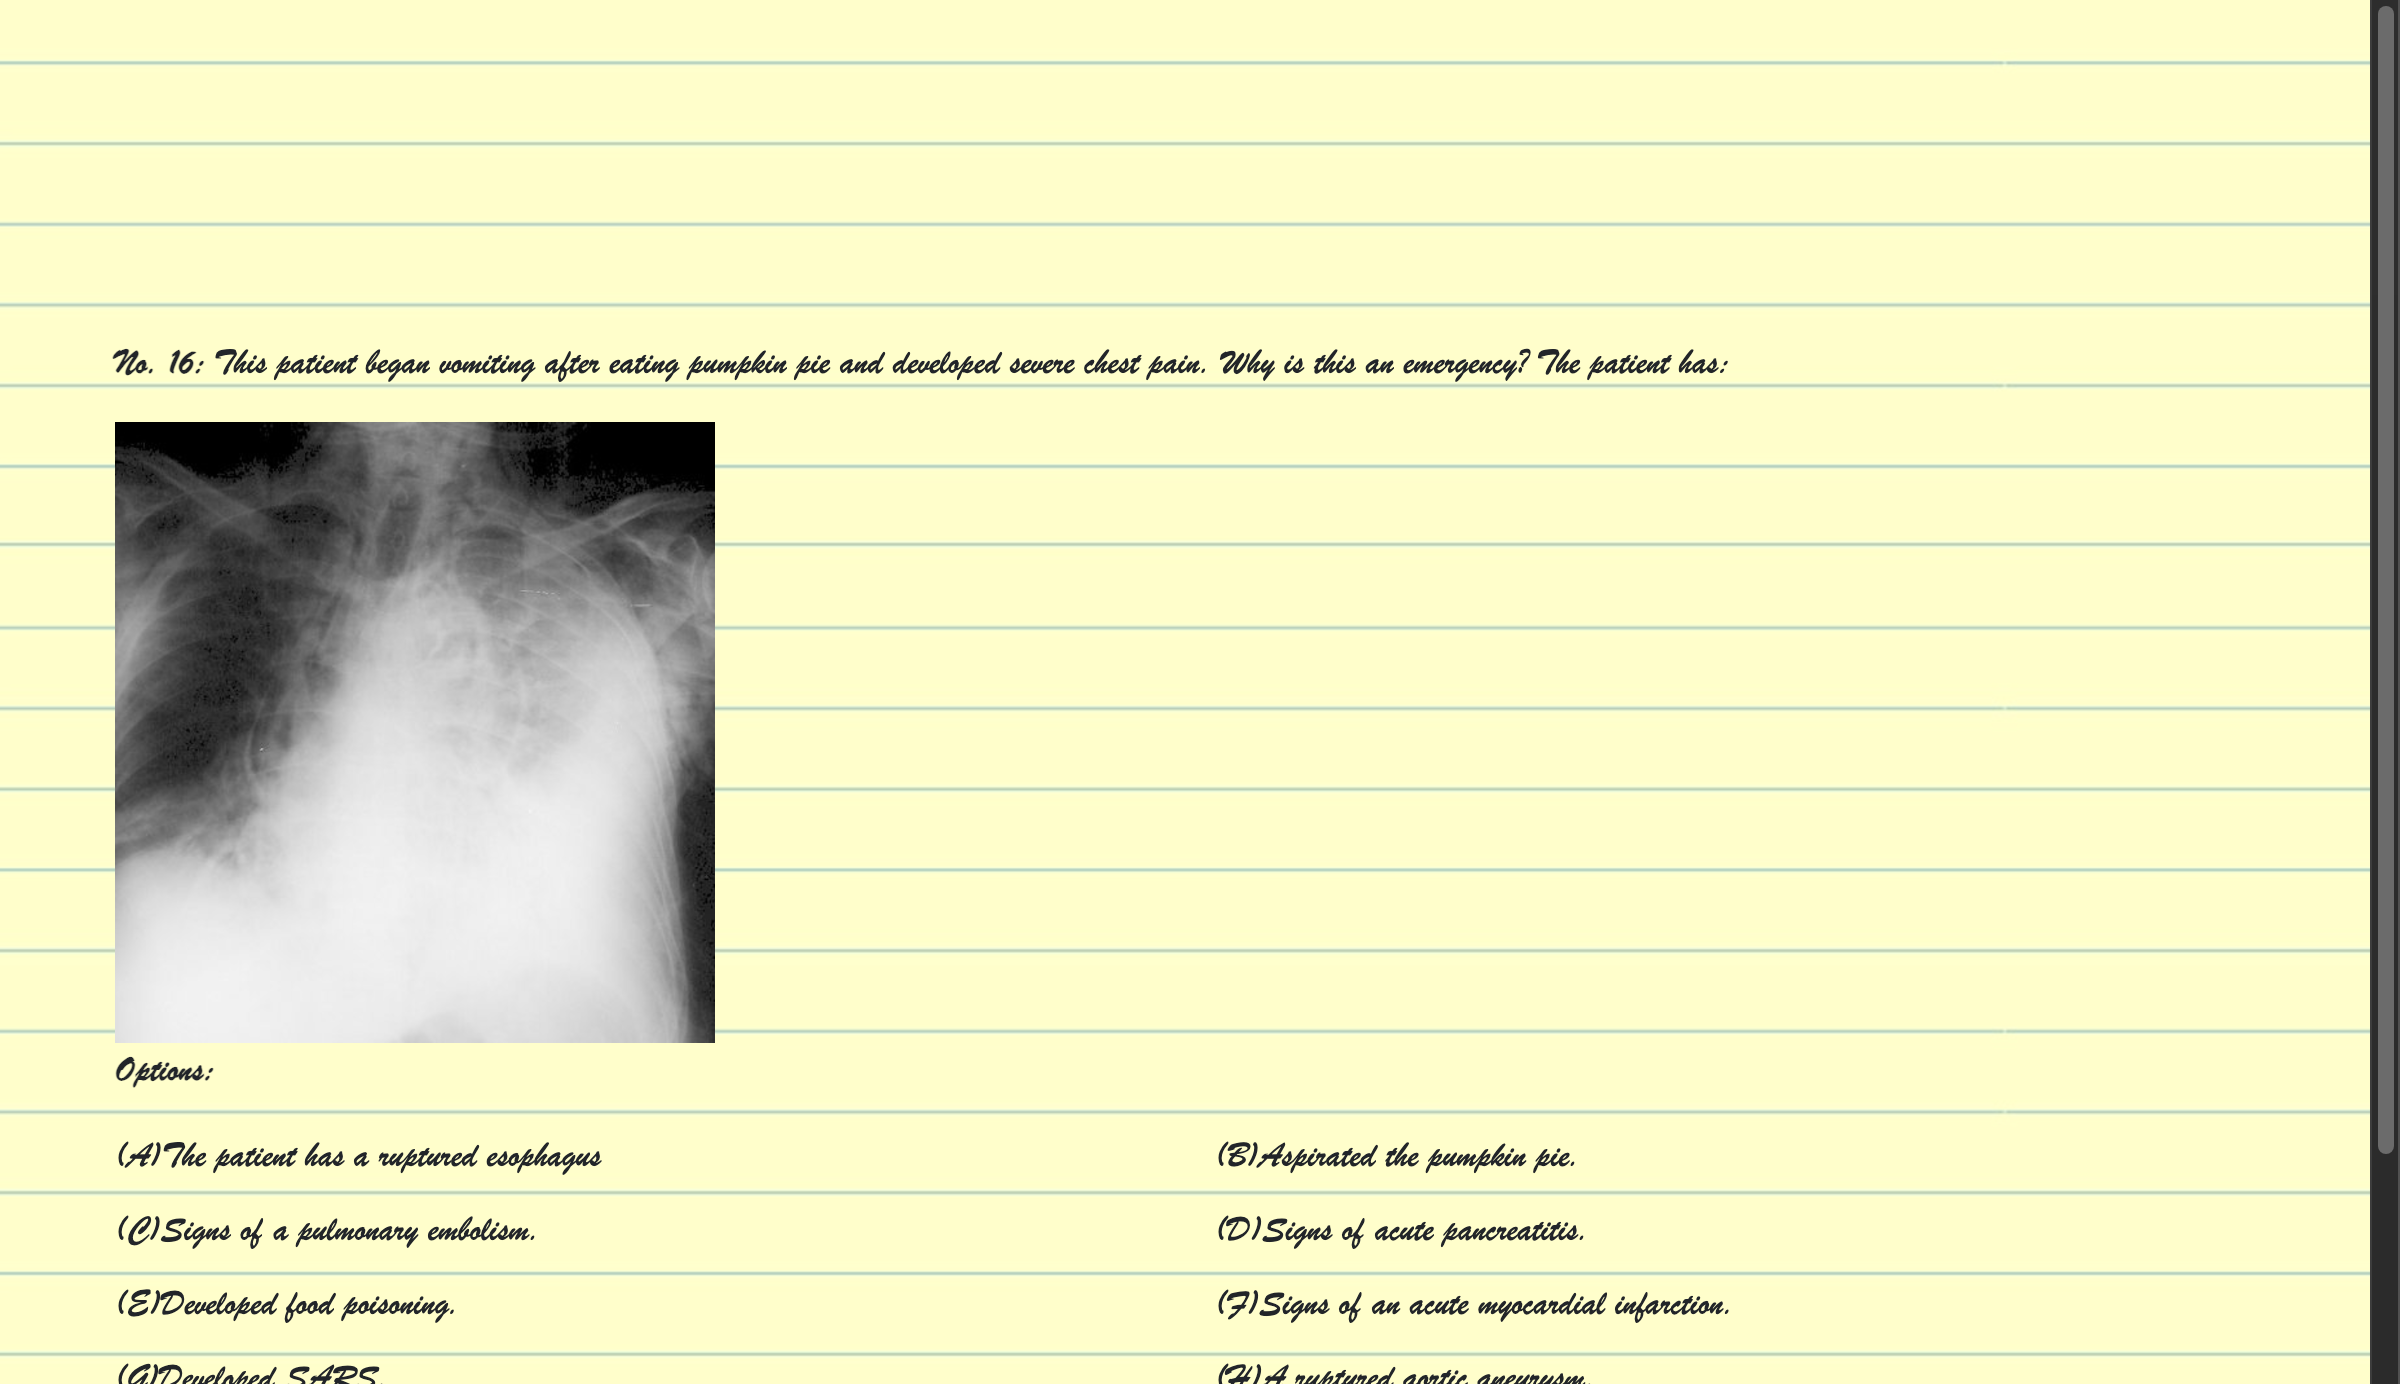 No. 16: This patient began vomiting after eating pumpkin pie and developed severe chest pain. Why is this an emergency? The patient has:
Options:
(A)The patient has a ruptured esophagus
(B)Aspirated the pumpkin pie.
(C)Signs of a pulmonary embolism.
(D)Signs of acute pancreatitis.
(E)Developed food poisoning.
(F)Signs of an acute myocardial infarction.
(G)Developed SARS.
(H)A ruptured aortic aneurysm.